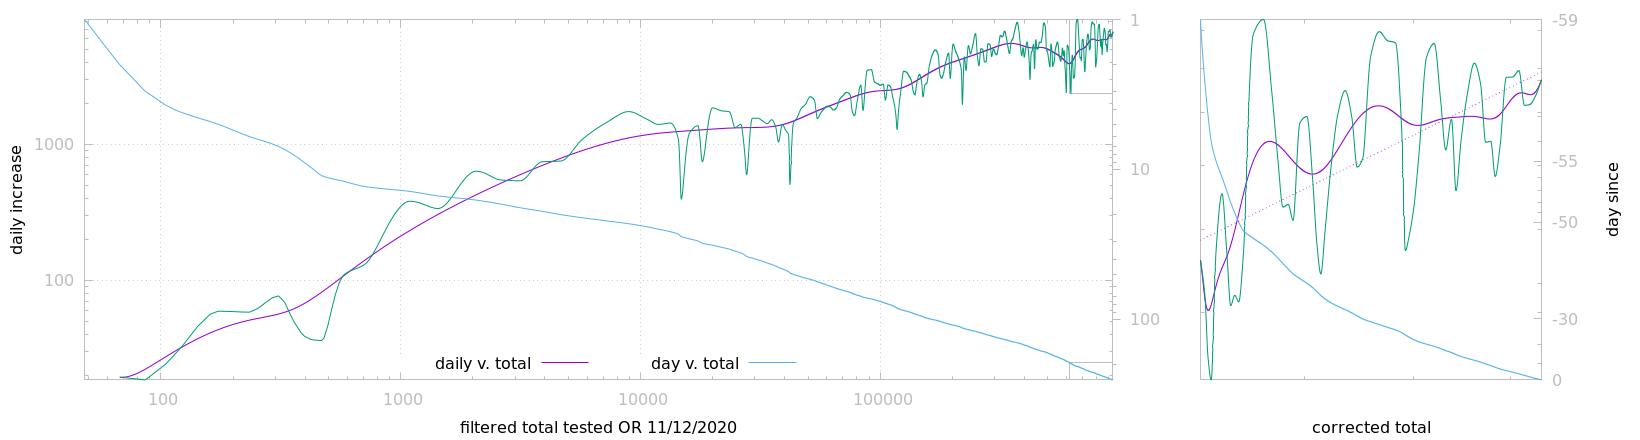 daily increase
1000
100
100
1000
10000
100000
filtered total tested OR 11/12/2020
daily v. total
day v. total
1
10
100
-59
-55
-50
-30
0
day since
corrected total